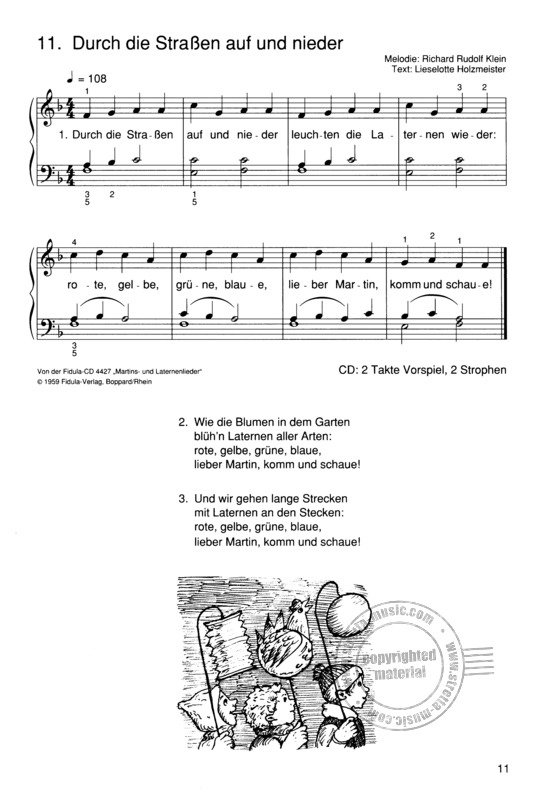 11. Durch die Straßen auf und nieder
Melodie: Richard Rudolf Klein
Text: Lieselotte Holzmeister
♩ = 108
1
3 2
4
4
1. Durch die Stra-ßen auf und nie-der leuch-ten die La-ter-nen wie-der:
4
4
3
5
2
1
5
4
1 2 1
ro-te, gel-be, grü-ne, blau-e, lie-ber Mar-tin, komm und schau-e!
3
5
Von der Fidula-CD 4427 „Martins- und Laternenlieder"
© 1959 Fidula-Verlag, Boppard/Rhein
CD: 2 Takte Vorspiel, 2 Strophen
2. Wie die Blumen in dem Garten
blüh'n Laternen aller Arten:
rote, gelbe, grüne, blaue,
lieber Martin, komm und schaue!
3. Und wir gehen lange Strecken
mit Laternen an den Stecken:
rote, gelbe, grüne, blaue,
lieber Martin, komm und schaue!
www.stretta-music.com
copyrighted
material
11